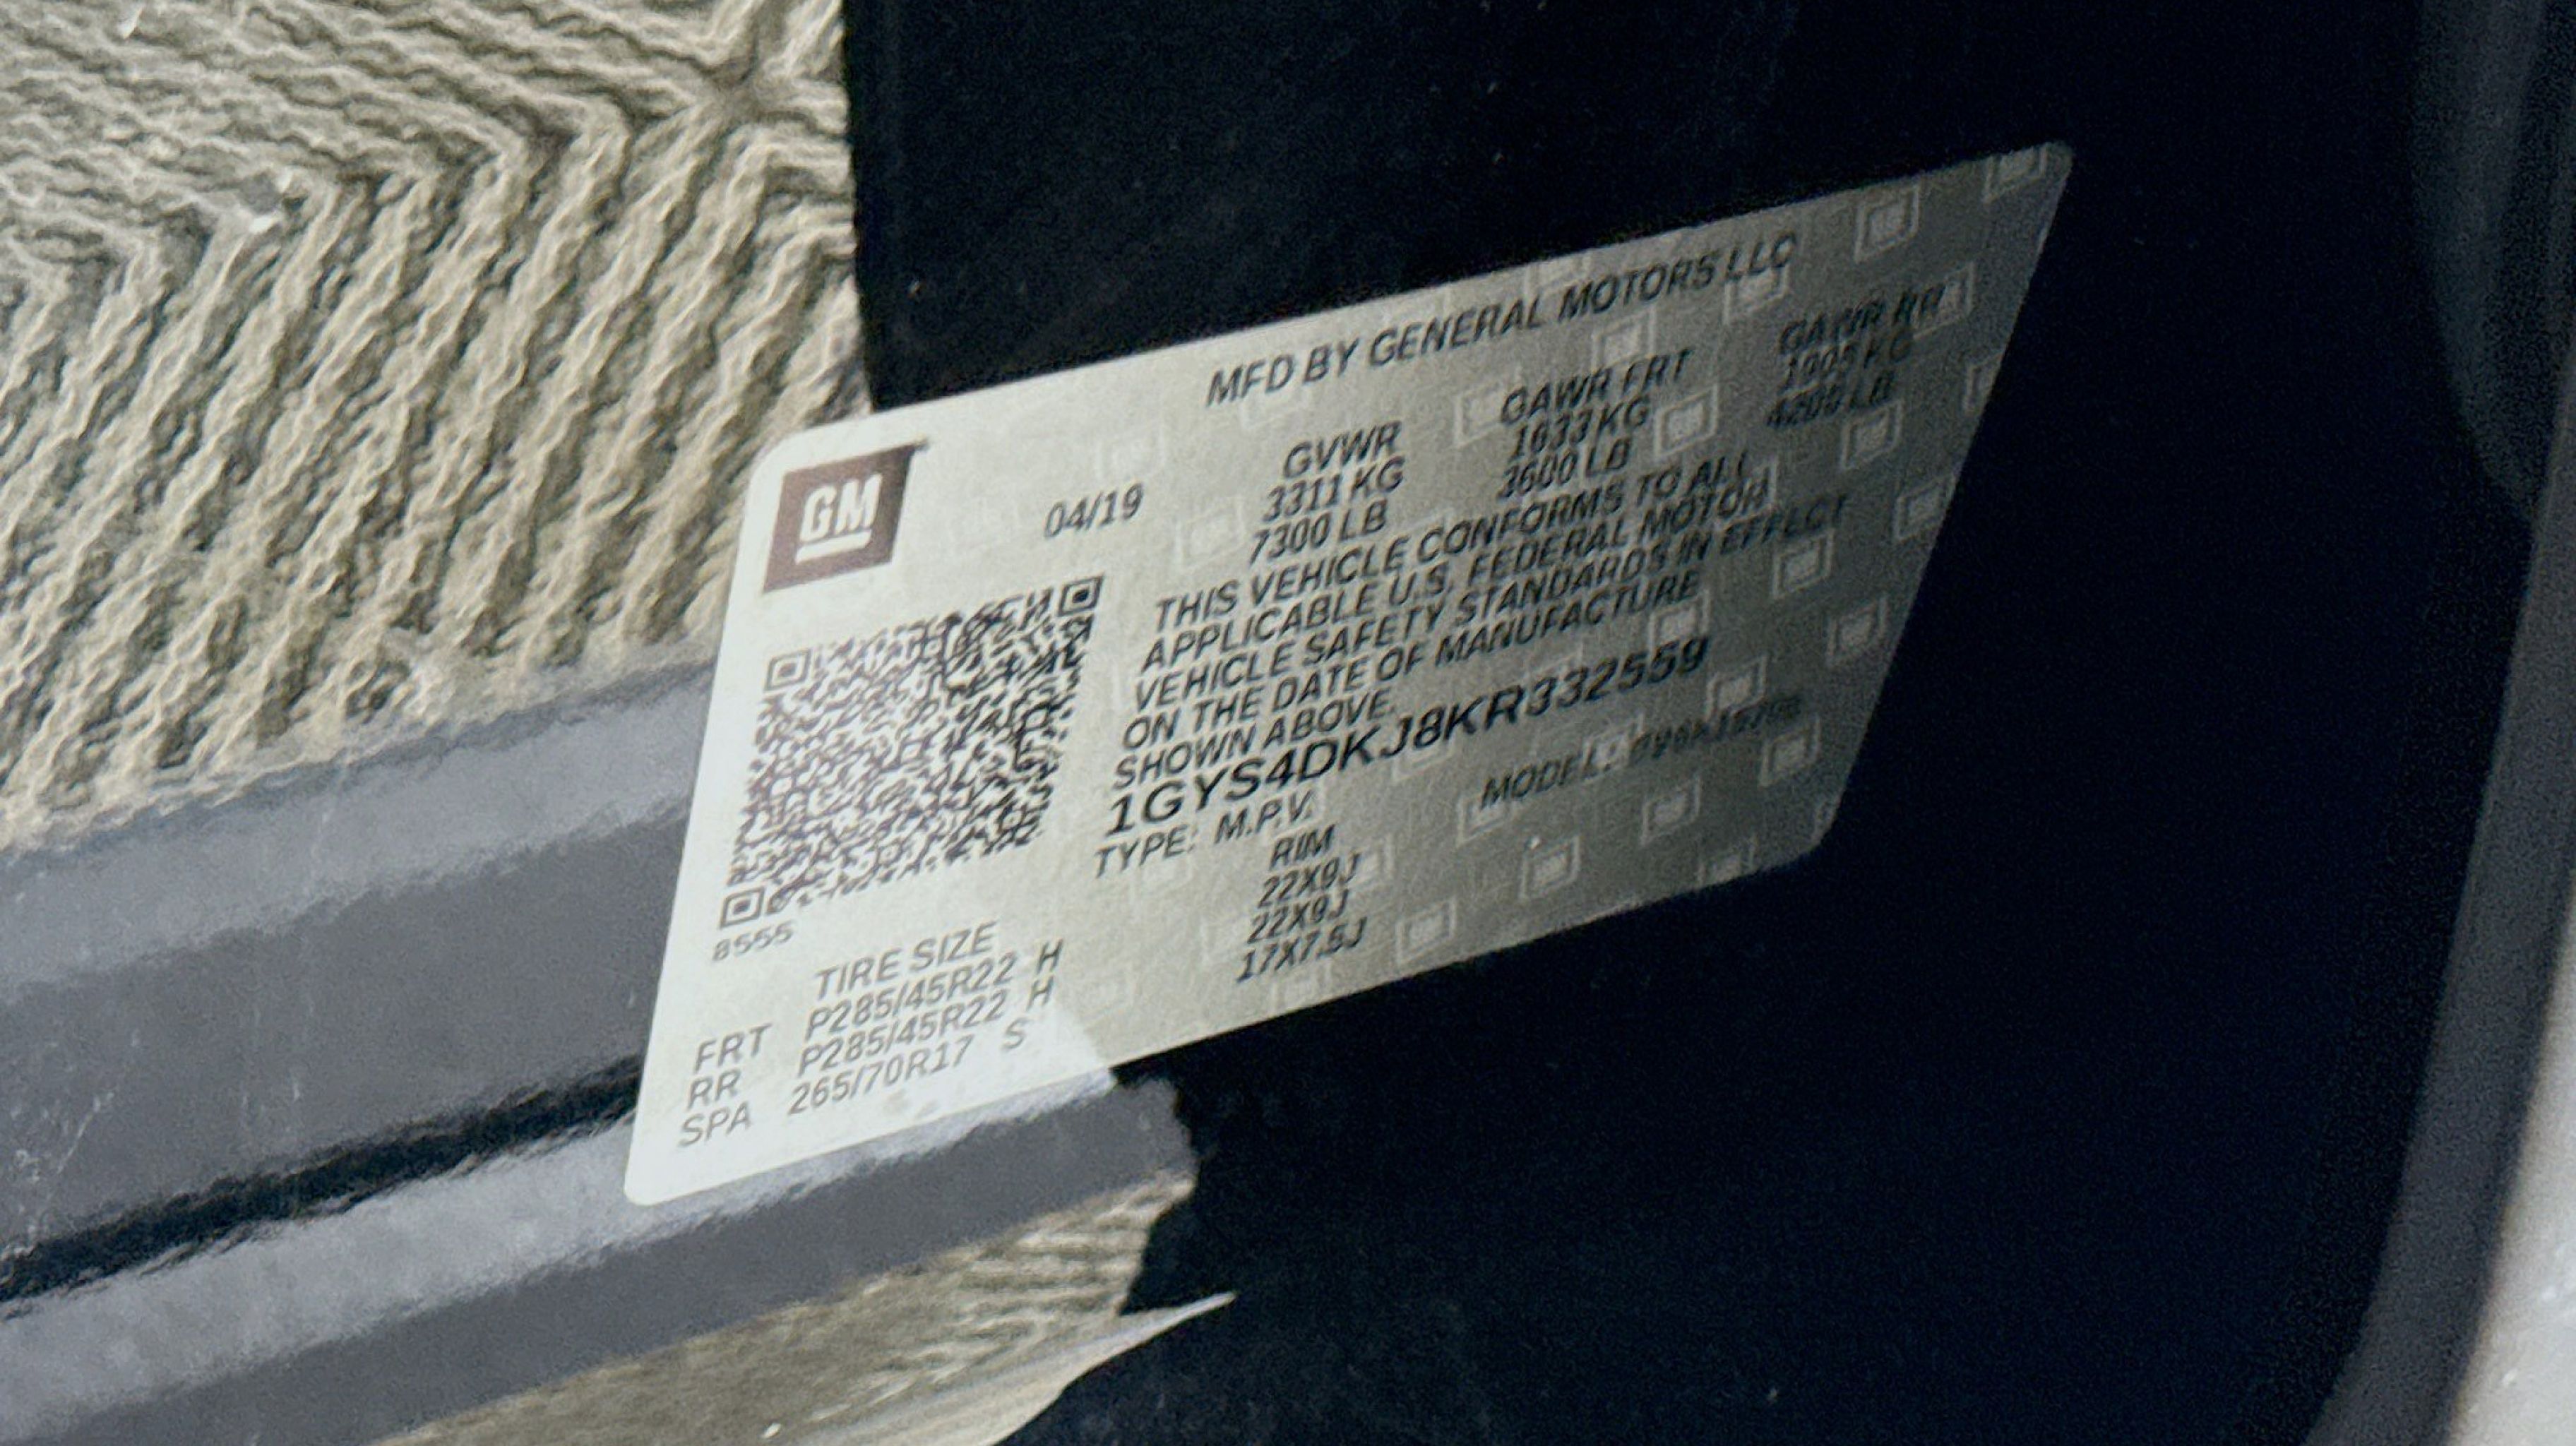 GM
MFD BY GENERAL MOTORS LLC
04/19
GVWR GAWR FRT GAWR RR
3311 KG 1633 KG 1905 KG
7300 LB 3600 LB 4200 LB
THIS VEHICLE CONFORMS TO ALL
APPLICABLE U.S. FEDERAL MOTOR
VEHICLE SAFETY STANDARDS IN EFFECT
ON THE DATE OF MANUFACTURE
SHOWN ABOVE.
1GYS4DKJ8KR332559
TYPE: M.P.V. MODEL:
8555
TIRE SIZE RIM
FRT P285/45R22 H 22X9J
RR P285/45R22 H 22X9J
SPA 265/70R17 S 17X7.5J